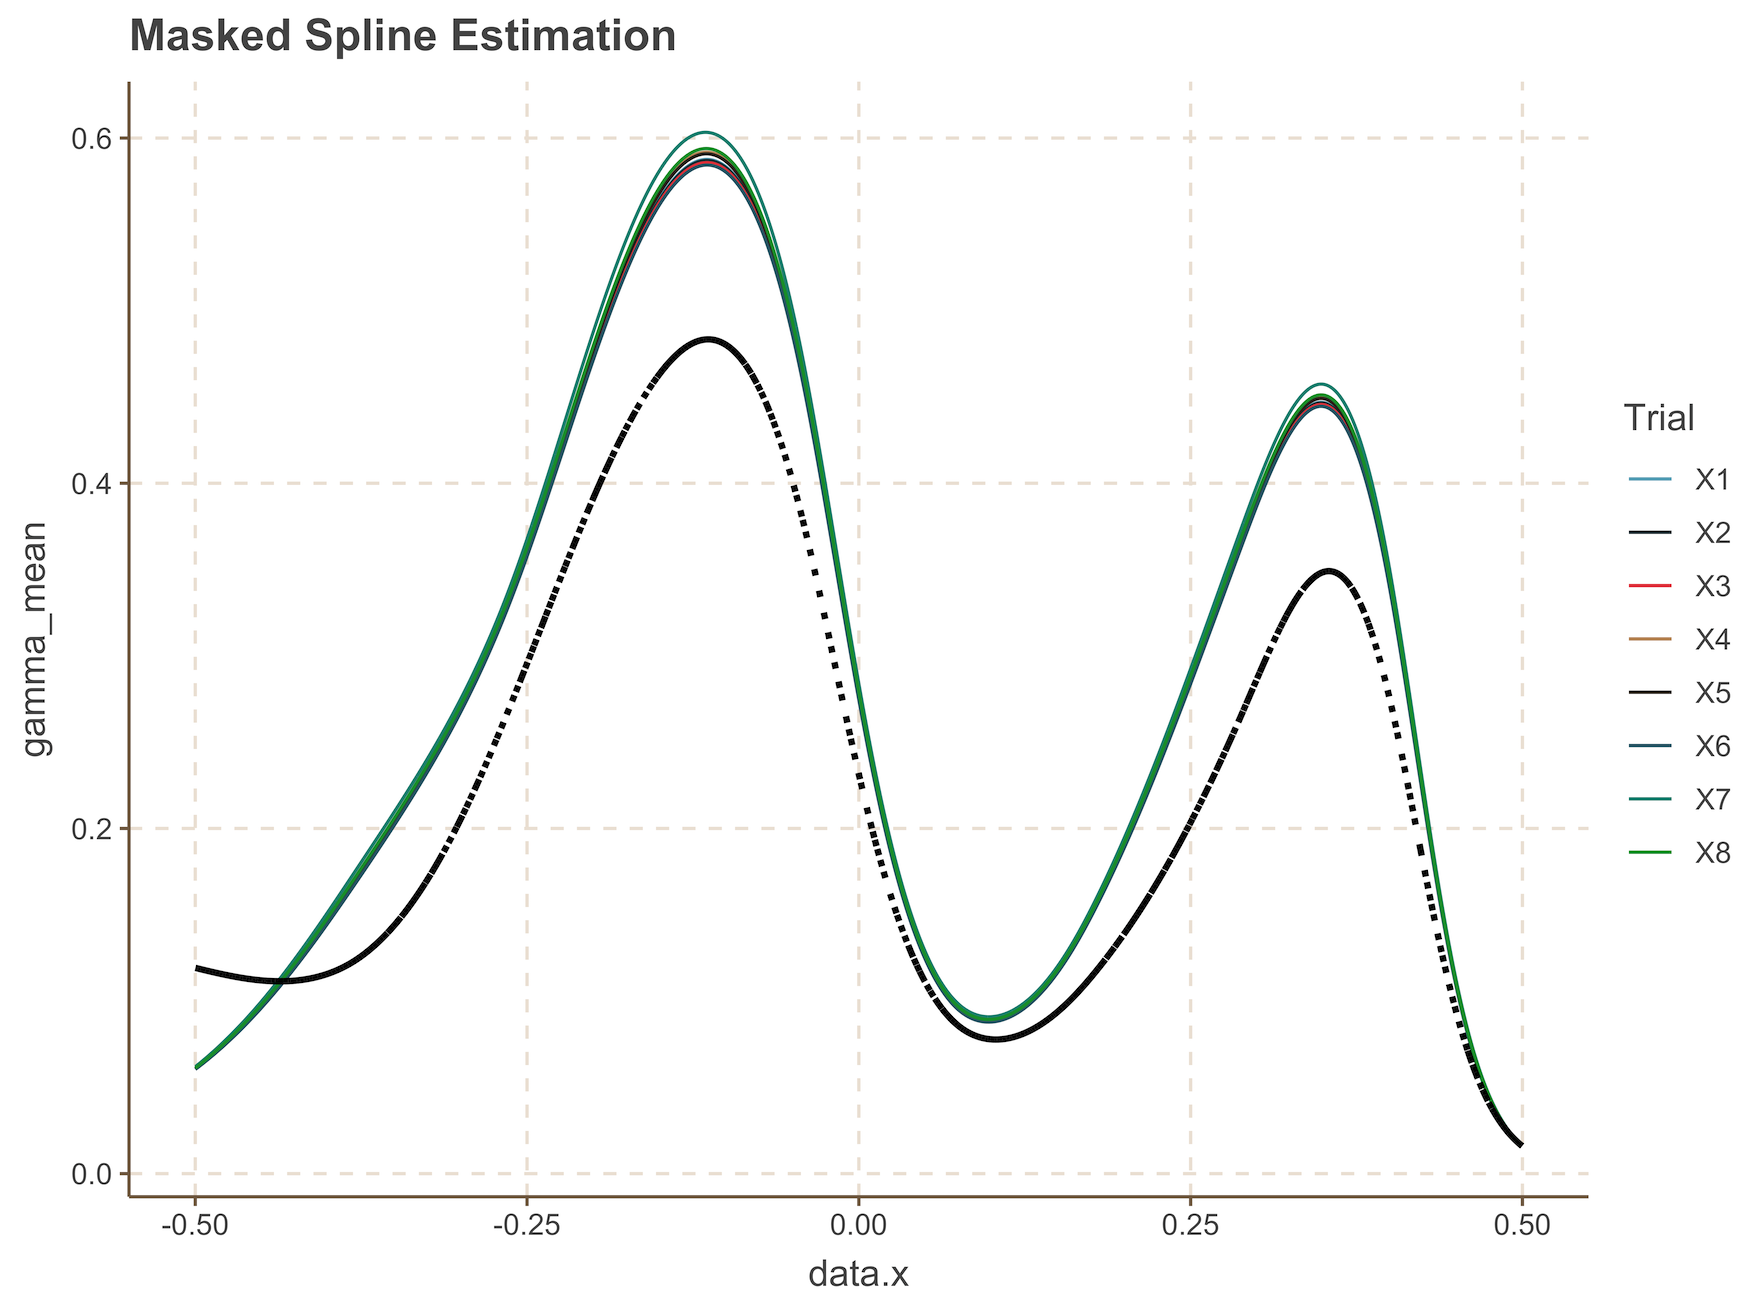 Masked Spline Estimation
gamma_mean
0.6
0.4
0.2
0.0
-0.50
-0.25
0.00
0.25
0.50
data.x
Trial
X1
X2
X3
X4
X5
X6
X7
X8